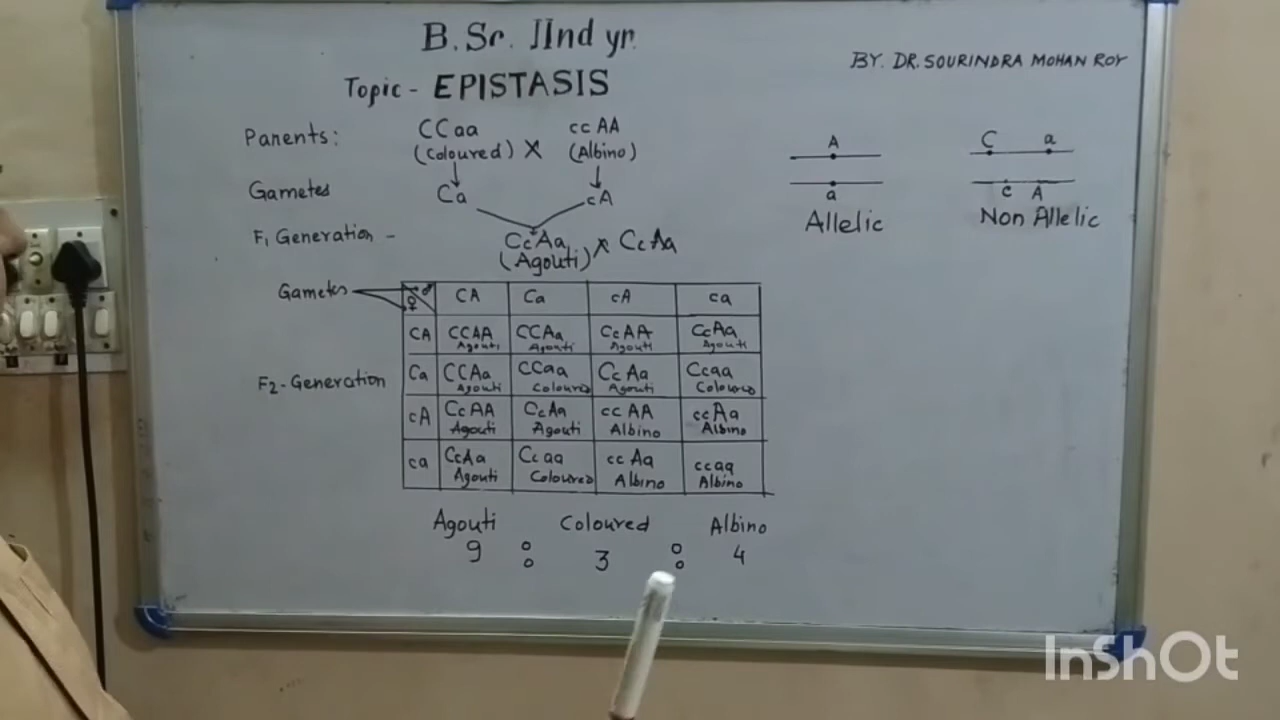 B.Sc. IInd yr.
Topic - EPISTASIS
BY. DR. SOURINDRA MOHAN ROY
Parents: CCaa X ccAA
(Coloured) (Albino)
Gametes Ca cA
F1 Generation - CcAa x CcAa
(Agouti)
Gametes ♂ ♀ CA Ca cA ca
CA CCAA CCAa CcAA CcAa
Agouti Agouti Agouti Agouti
F2-Generation Ca CCAa CCaa CcAa Ccaa
Agouti Coloured Agouti Coloured
cA CcAA CcAa ccAA ccAa
Agouti Agouti Albino Albino
ca CcAa Ccaa ccAa ccaa
Agouti Coloured Albino Albino
Agouti Coloured Albino
9 : 3 : 4
A
a
Allelic
C a
c A
Non Allelic
InShOt